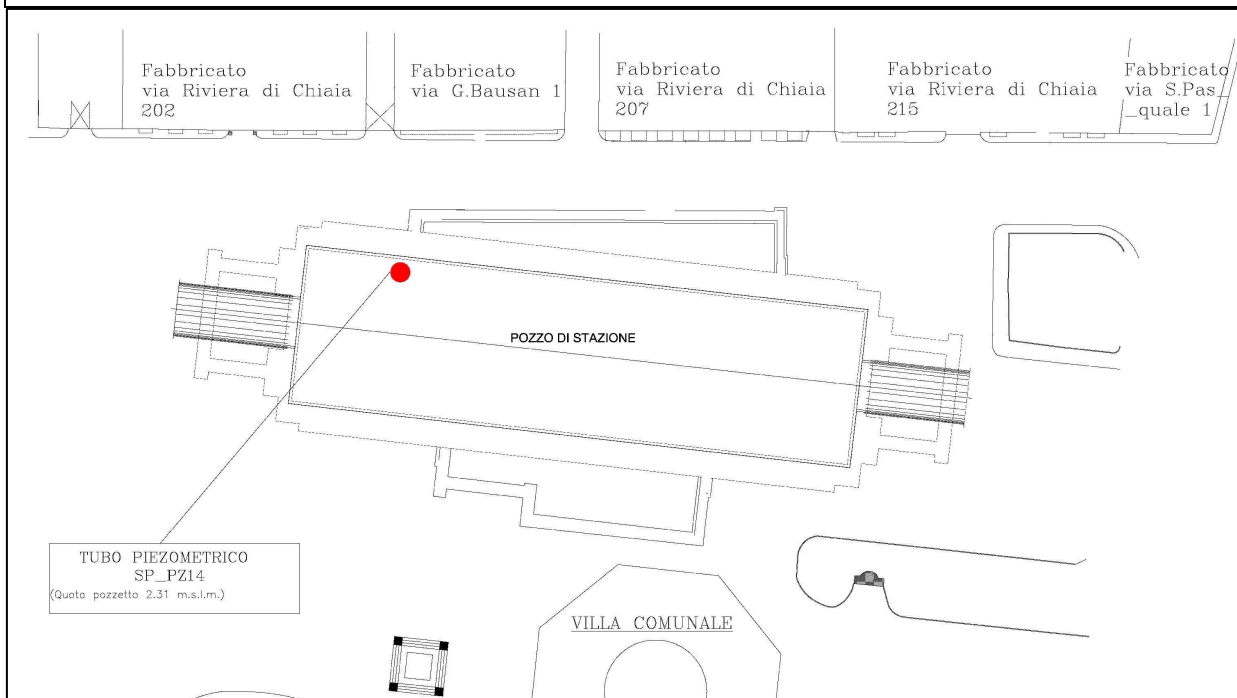 Fabbricato
via Riviera di Chiaia
202
Fabbricato
via G.Bausan 1
Fabbricato
via Riviera di Chiaia
207
Fabbricato
via Riviera di Chiaia
215
Fabbricato
via S.Pas_
_quale 1
POZZO DI STAZIONE
TUBO PIEZOMETRICO
SP_PZ14
(Quota pozzetto 2.31 m.s.l.m.)
VILLA COMUNALE